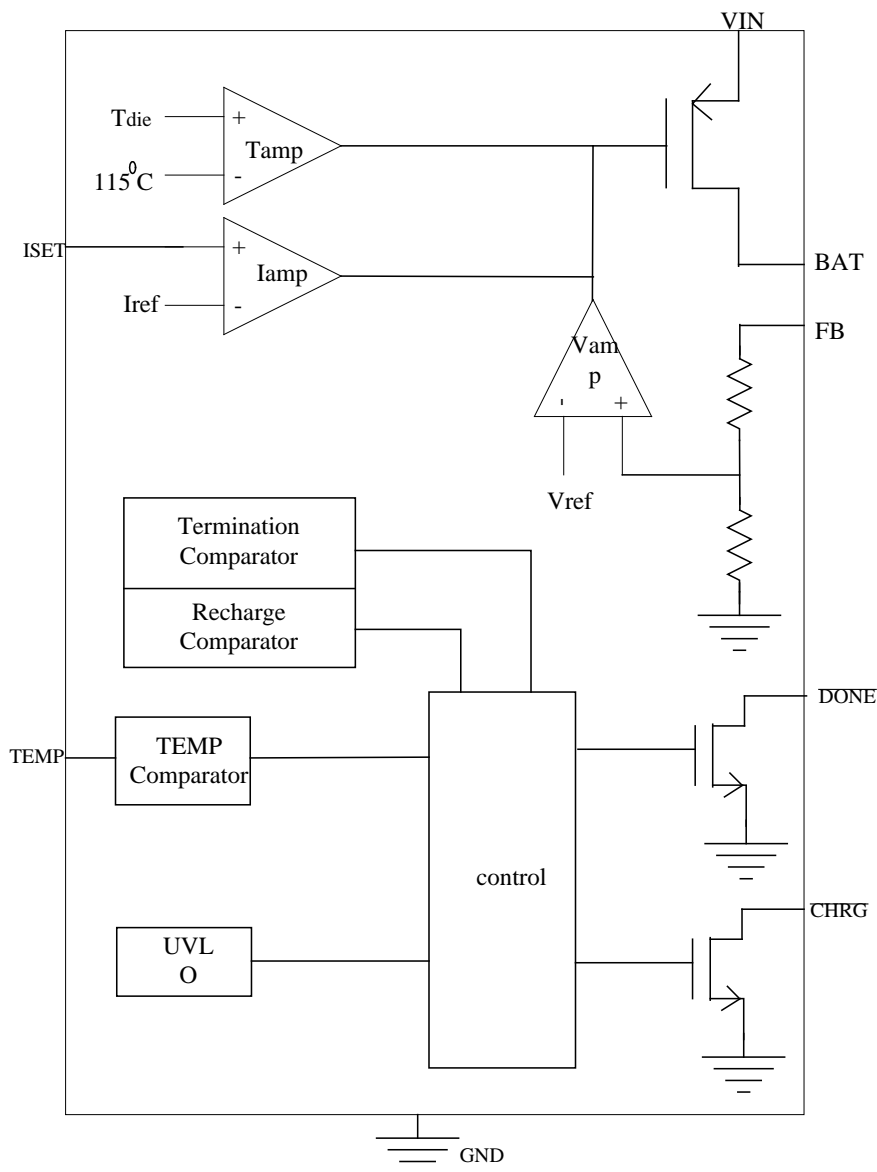 VIN
Tdie
+
Tamp
115⁰C
-
ISET
+
Iamp
Iref
-
BAT
FB
Vam
p
-
+
Vref
Termination
Comparator
Recharge
Comparator
DONE
TEMP
TEMP
Comparator
control
CHRG
UVL
O
GND